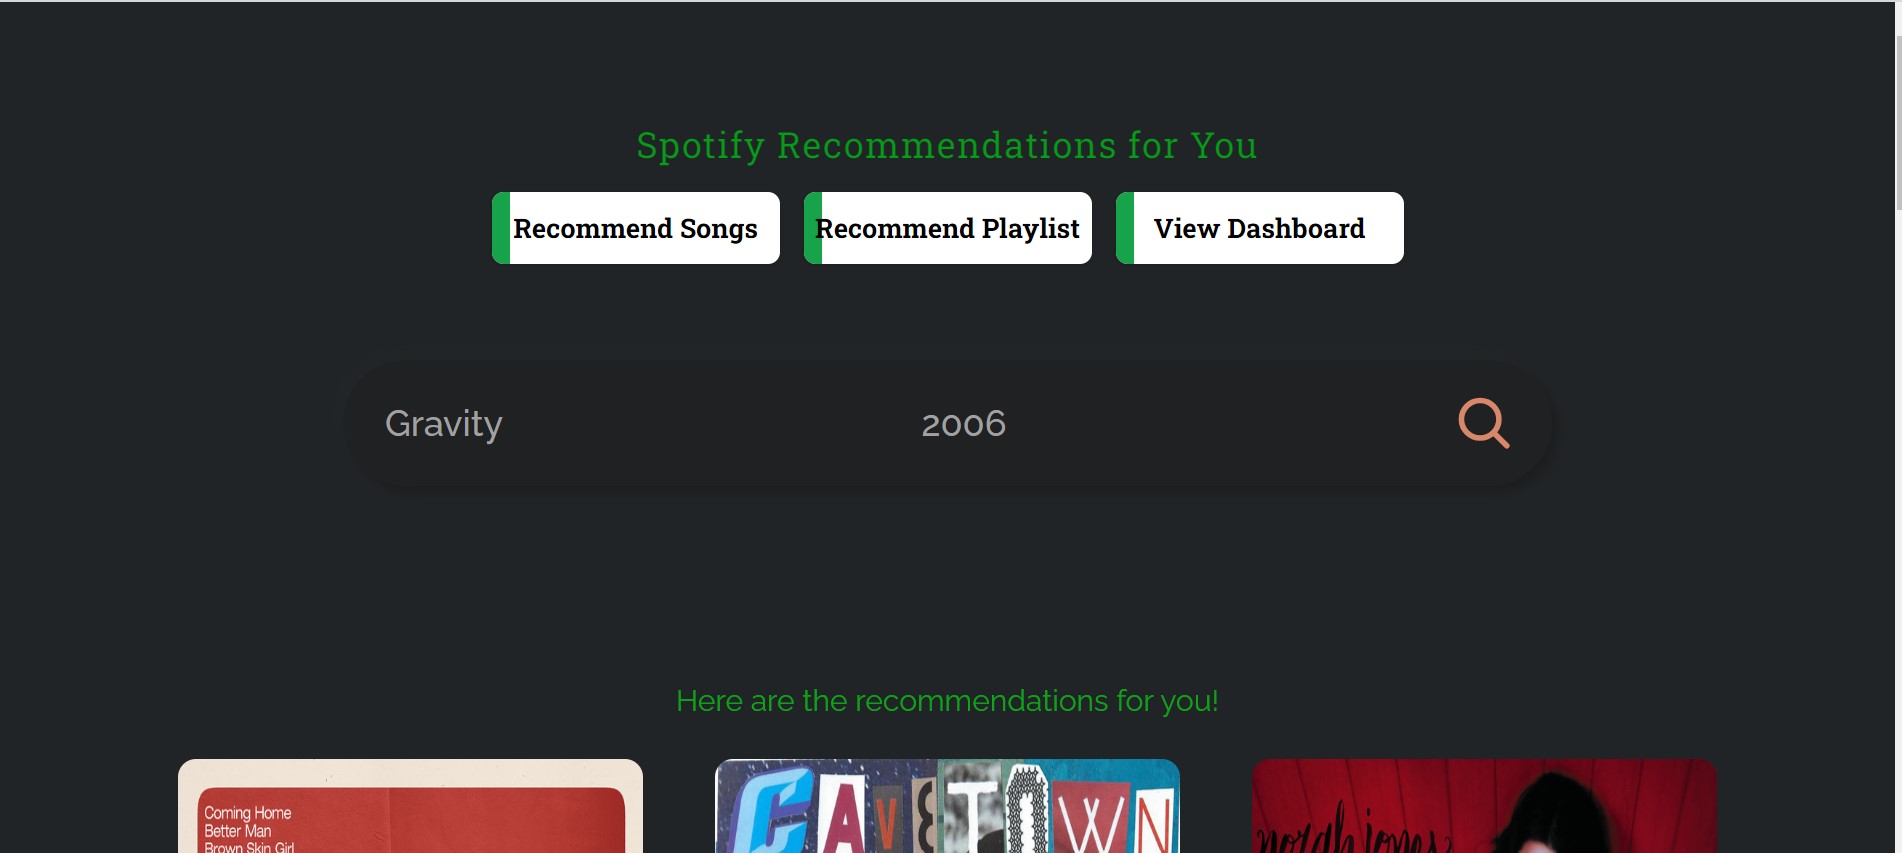 Spotify Recommendations for You
Recommend Songs
Recommend Playlist
View Dashboard
Gravity
2006
Here are the recommendations for you!
Coming Home
Better Man
Brown Skin Girl
CAVETOWN
norah jones